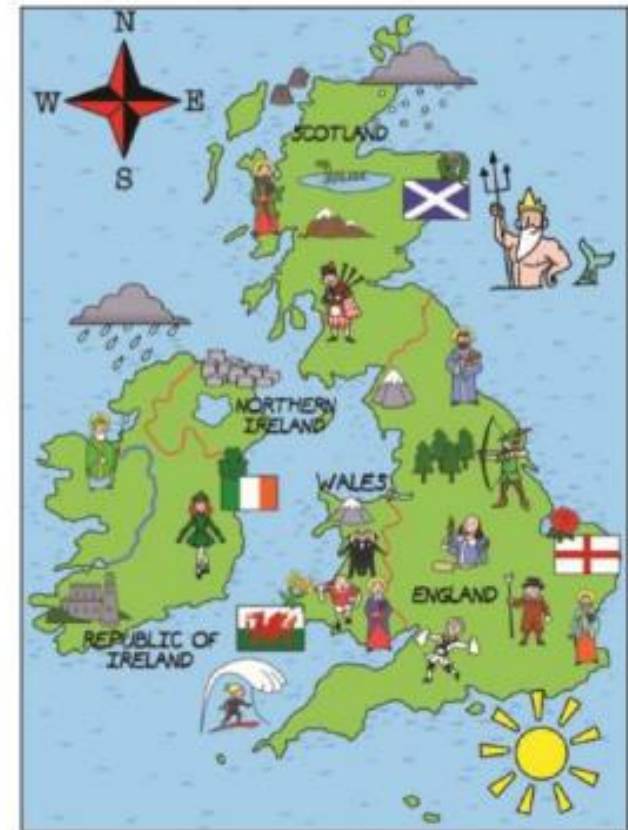 N
W E
S
SCOTLAND
NORTHERN
IRELAND
WALES
ENGLAND
REPUBLIC OF
IRELAND